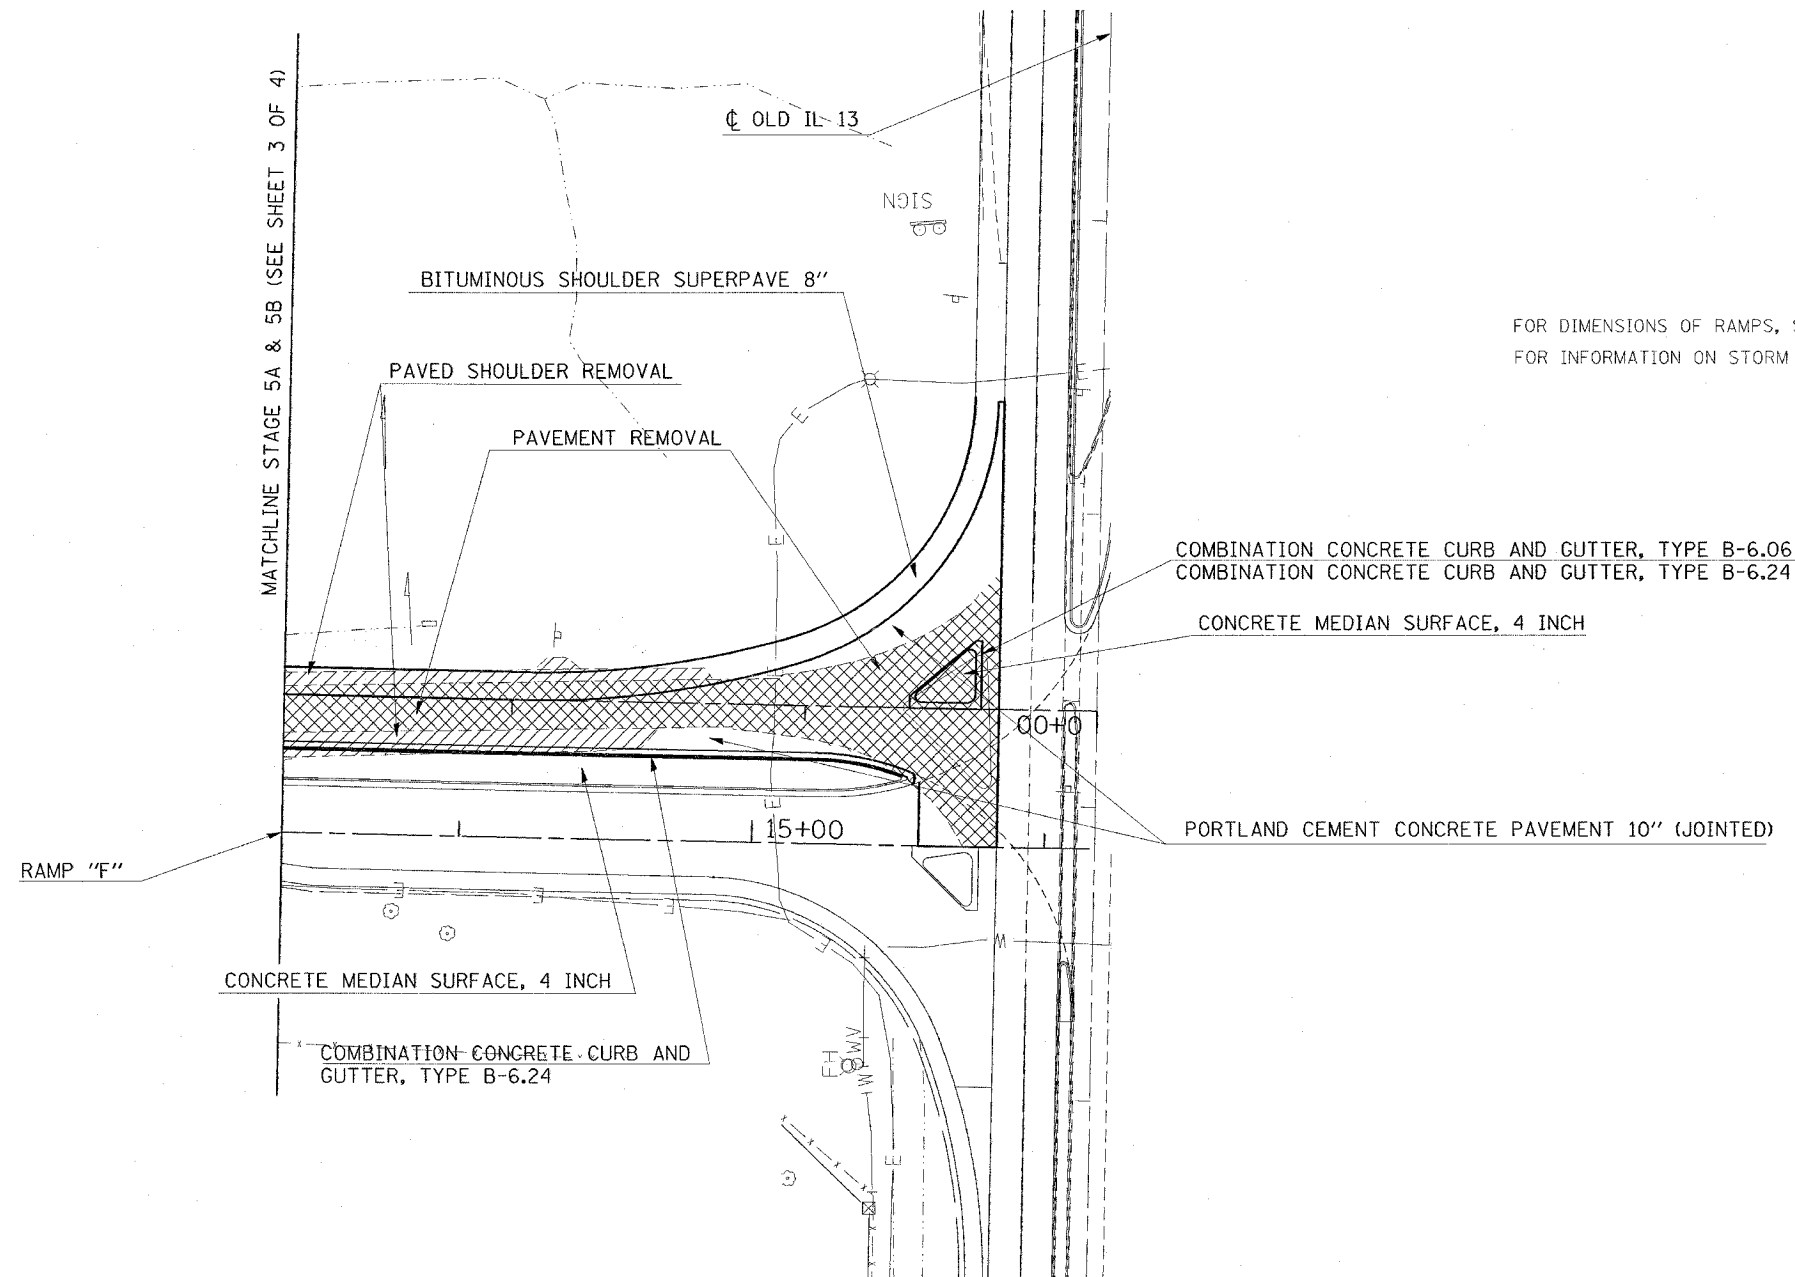 MATCHLINE STAGE 5A & 5B (SEE SHEET 3 OF 4)
℄ OLD IL 13
SIGN
BITUMINOUS SHOULDER SUPERPAVE 8"
FOR DIMENSIONS OF RAMPS,
FOR INFORMATION ON STORM
PAVED SHOULDER REMOVAL
PAVEMENT REMOVAL
E
E
COMBINATION CONCRETE CURB AND GUTTER, TYPE B-6.06
COMBINATION CONCRETE CURB AND GUTTER, TYPE B-6.24
CONCRETE MEDIAN SURFACE, 4 INCH
0+00
E
E
15+00
PORTLAND CEMENT CONCRETE PAVEMENT 10" (JOINTED)
RAMP "F"
E
E
E
E
W
CONCRETE MEDIAN SURFACE, 4 INCH
COMBINATION CONCRETE CURB AND
GUTTER, TYPE B-6.24
FH
WV
W
E